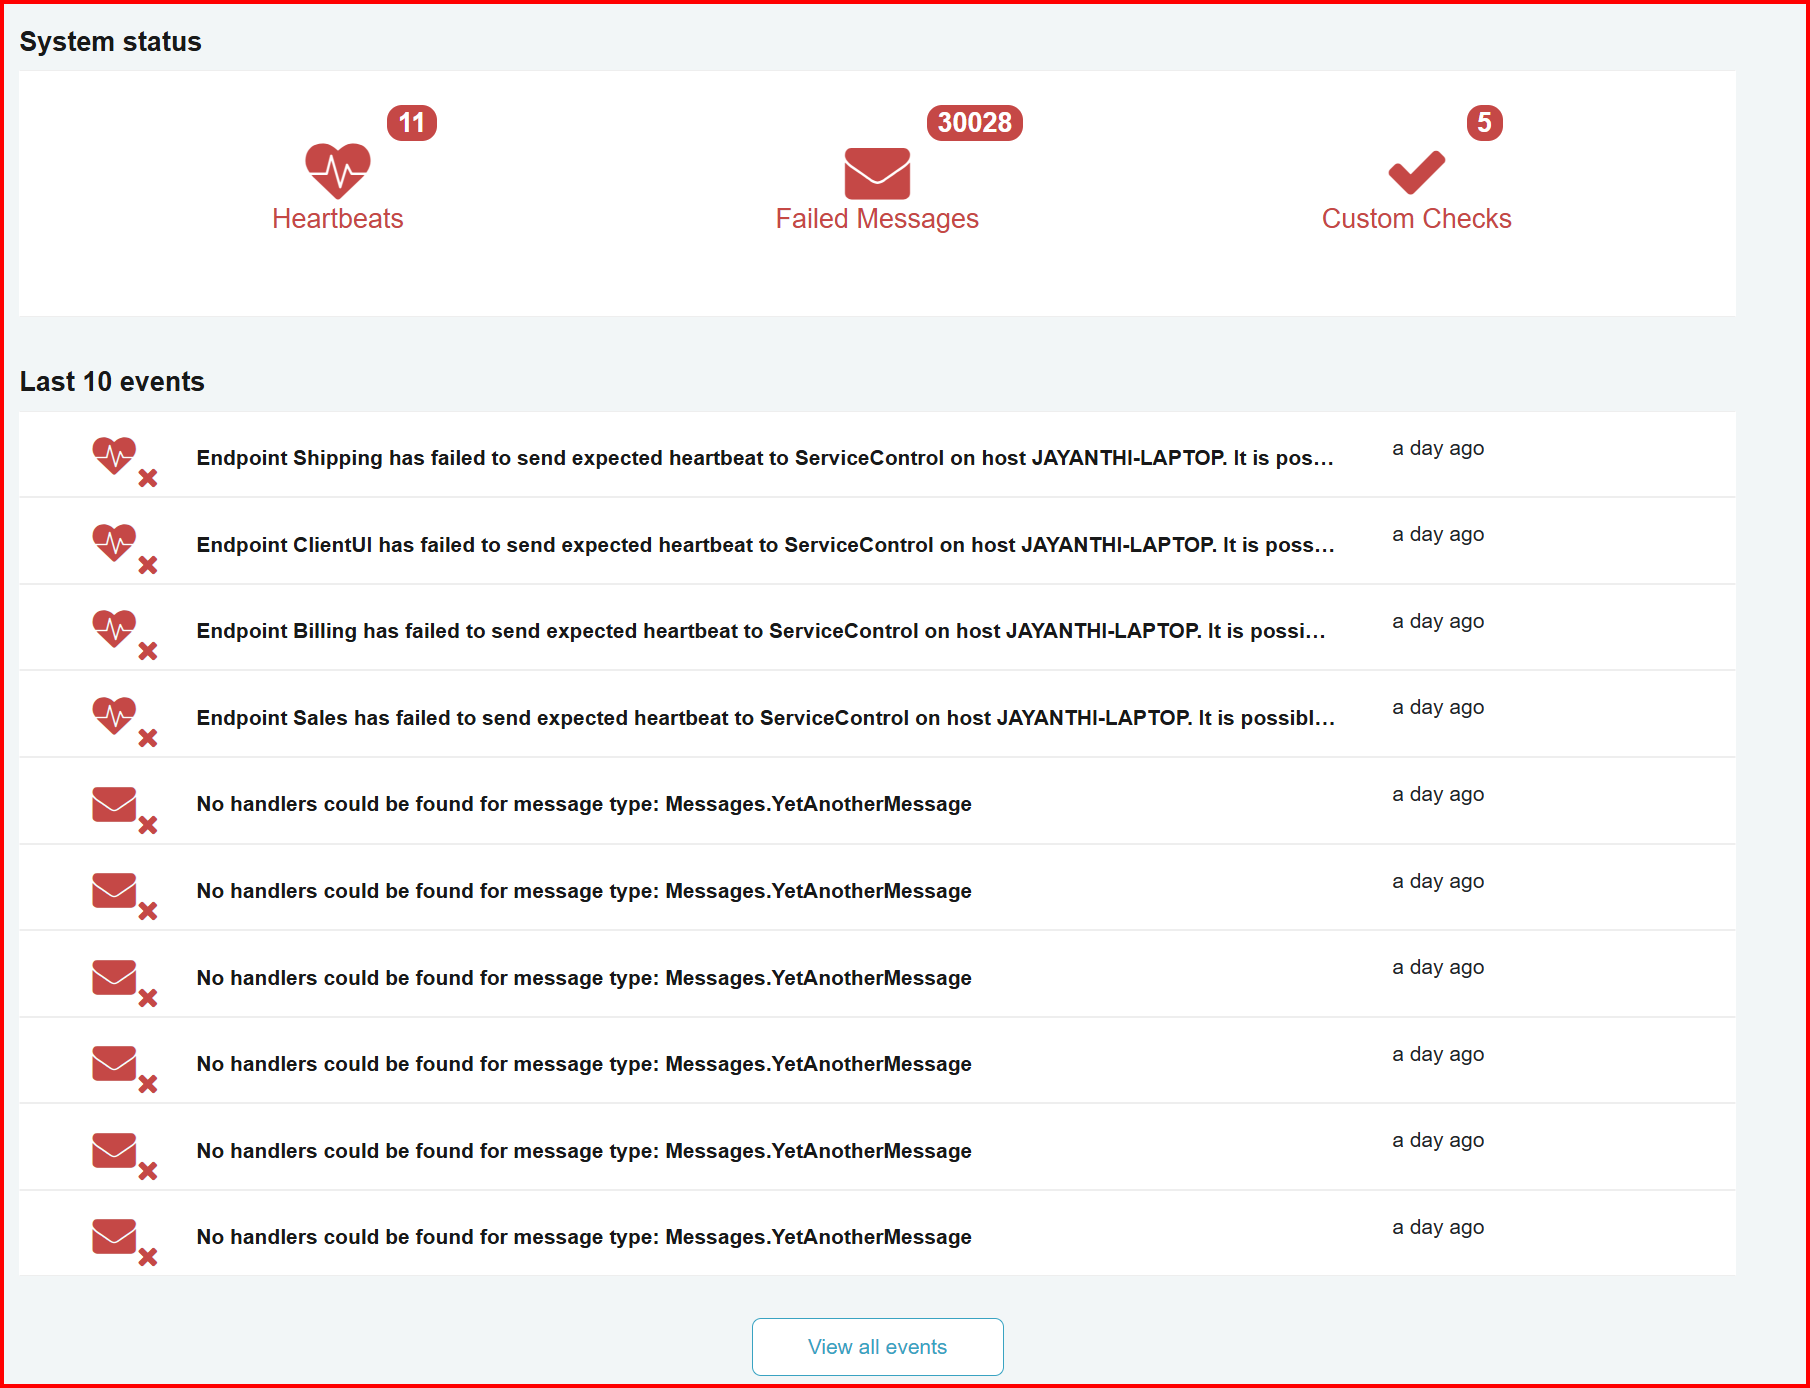 System status
11
30028
5
Heartbeats
Failed Messages
Custom Checks
Last 10 events
Endpoint Shipping has failed to send expected heartbeat to ServiceControl on host JAYANTHI-LAPTOP. It is pos... a day ago
Endpoint ClientUI has failed to send expected heartbeat to ServiceControl on host JAYANTHI-LAPTOP. It is poss... a day ago
Endpoint Billing has failed to send expected heartbeat to ServiceControl on host JAYANTHI-LAPTOP. It is possi... a day ago
Endpoint Sales has failed to send expected heartbeat to ServiceControl on host JAYANTHI-LAPTOP. It is possibl... a day ago
No handlers could be found for message type: Messages.YetAnotherMessage a day ago
No handlers could be found for message type: Messages.YetAnotherMessage a day ago
No handlers could be found for message type: Messages.YetAnotherMessage a day ago
No handlers could be found for message type: Messages.YetAnotherMessage a day ago
No handlers could be found for message type: Messages.YetAnotherMessage a day ago
No handlers could be found for message type: Messages.YetAnotherMessage a day ago
View all events